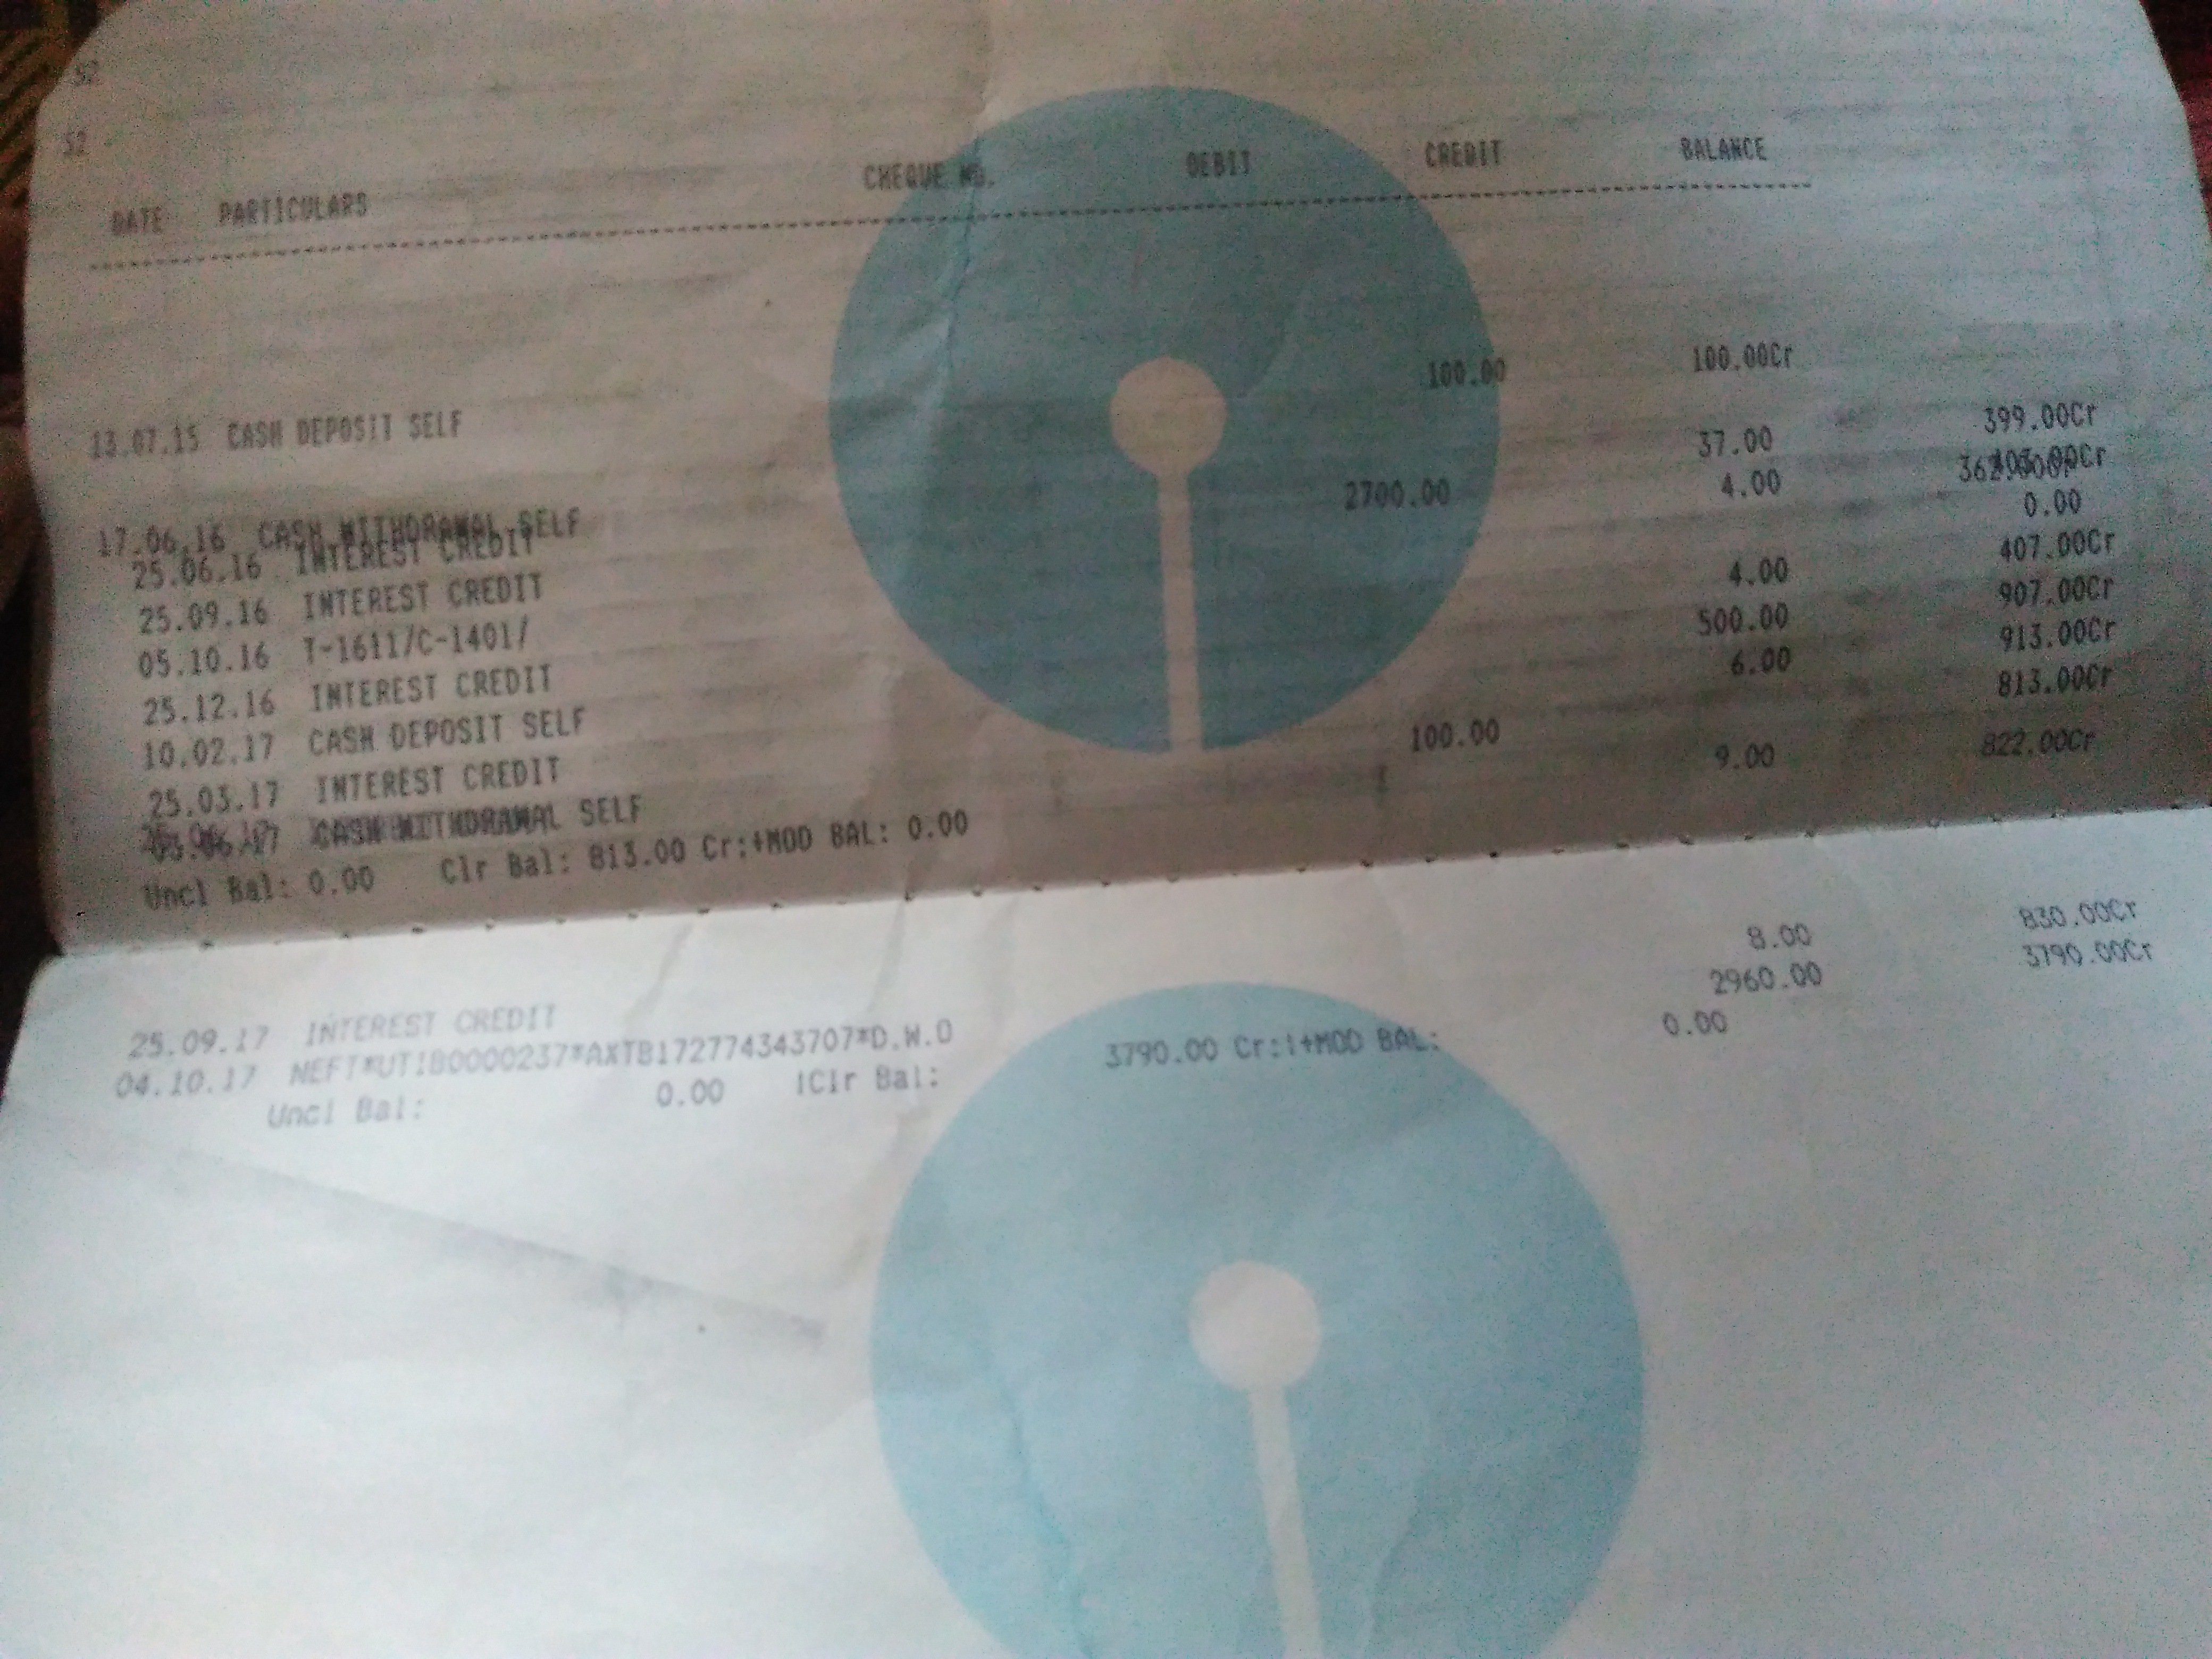 52
52
DATE PARTICULARS CHEQUE NO. DEBIT CREDIT BALANCE
13.07.15 CASH DEPOSIT SELF 100.00 100.00Cr
17.06.16 CASH WITHDRAWAL SELF 2700.00
25.06.16 INTEREST CREDIT 37.00 399.00Cr
25.09.16 INTEREST CREDIT 4.00 403.00Cr
05.10.16 T-1611/C-1401/ 0.00
25.12.16 INTEREST CREDIT 4.00 407.00Cr
10.02.17 CASH DEPOSIT SELF 500.00 907.00Cr
25.03.17 INTEREST CREDIT 6.00 913.00Cr
CASH WITHDRAWAL SELF 100.00 813.00Cr
9.00 822.00Cr
Uncl Bal: 0.00 Clr Bal: 813.00 Cr;+MOD BAL: 0.00
25.09.17 INTEREST CREDIT 8.00 830.00Cr
04.10.17 NEFT*UTIB0000237*AXTB172774343707*D.W.O 2960.00 3790.00Cr
Uncl Bal: 0.00 !Clr Bal: 3790.00 Cr:!+MOD BAL: 0.00